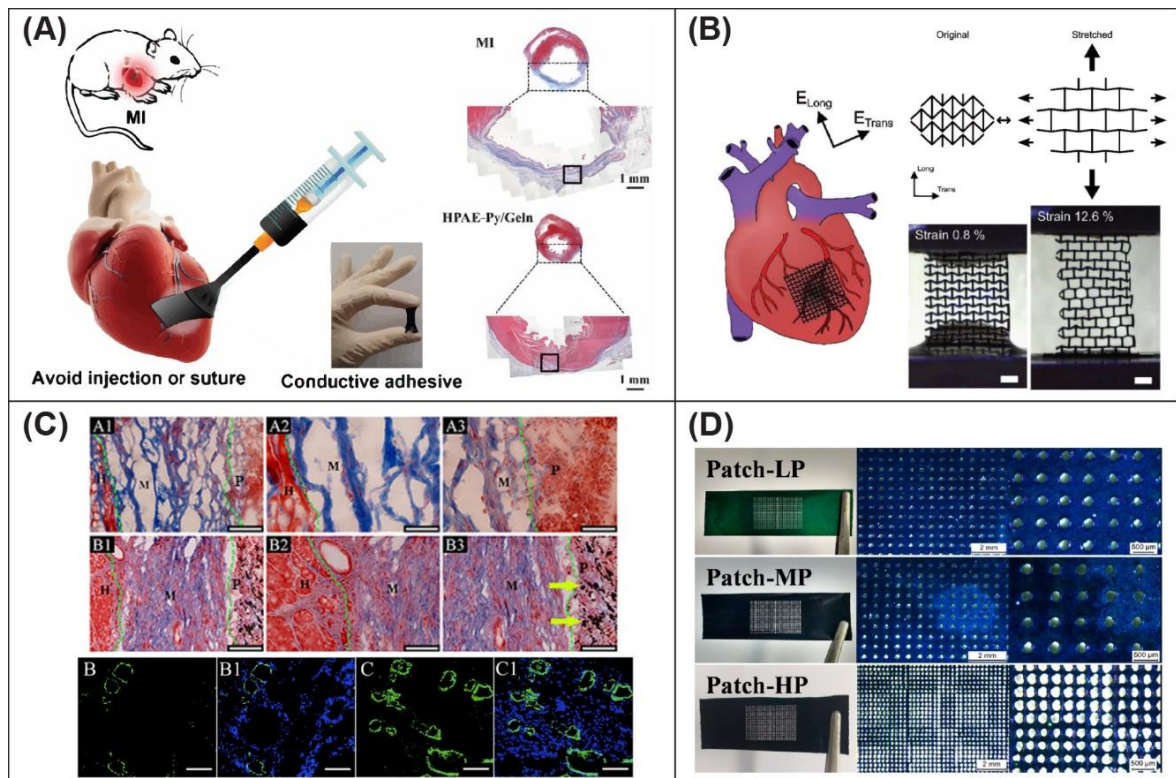 (A)
MI
Avoid injection or suture
Conductive adhesive
MI
1 mm
HPAE-Py/Geln
1 mm
(B)
Original
Stretched
E Long
E Trans
Long
Trans
Strain 0.8 %
Strain 12.6 %
(C)
A1
H
M
P
A2
H
M
A3
M
P
B1
H
M
P
B2
H
M
B3
M
P
B
B1
C
C1
(D)
Patch-LP
2 mm
500 µm
Patch-MP
2 mm
500 µm
Patch-HP
2 mm
500 µm